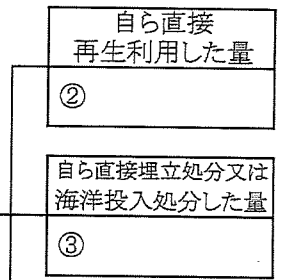 自ら直接
再生利用した量
②
自ら直接埋立処分又は
海洋投入処分した量
③